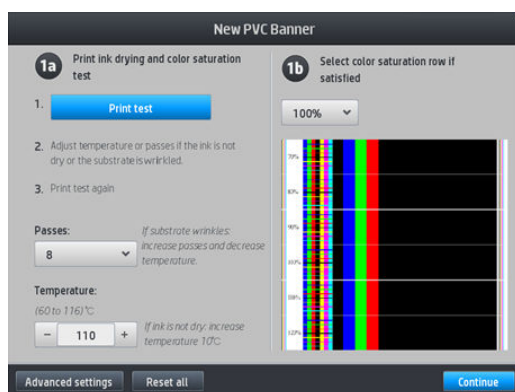 New PVC Banner
1a
Print ink drying and color saturation
test
1.
Print test
2. Adjust temperature or passes if the ink is not
dry or the substrate is wrinkled.
3. Print test again
Passes:
8
If substrate wrinkles:
increase passes and decrease
temperature.
Temperature:
(60 to 116)°C
- 110 +
If ink is not dry: increase
temperature 10°C
1b
Select color saturation row if
satisfied
100%
90%
Advanced settings
Reset all
Continue